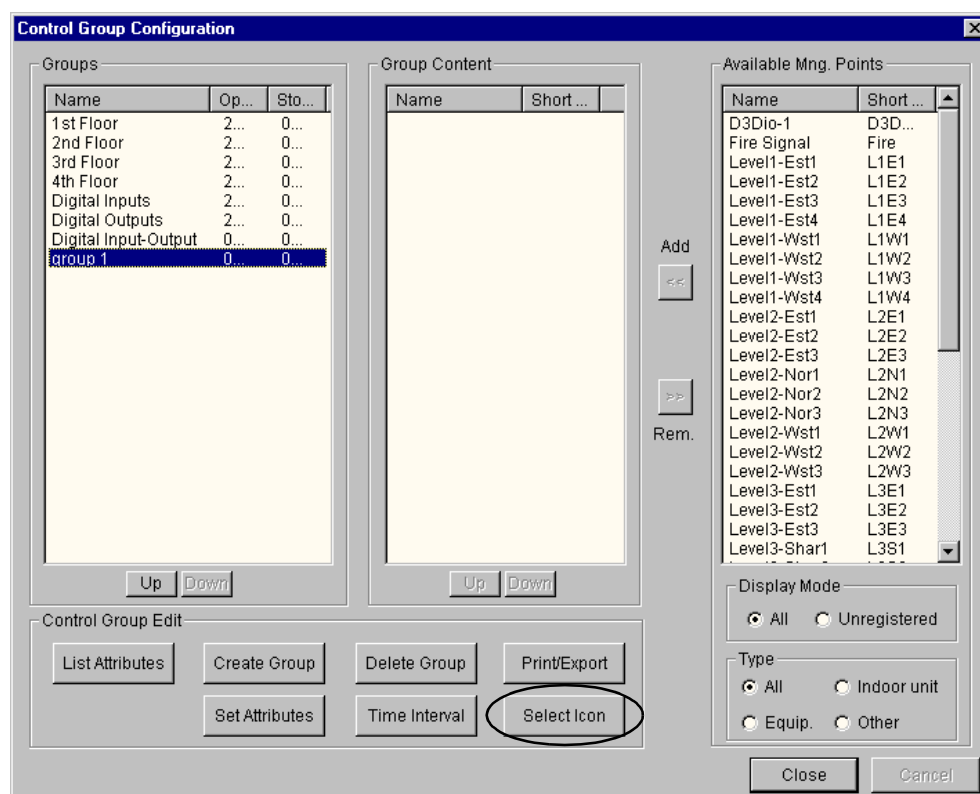 Control Group Configuration
Groups
Name Op... Sto...
1st Floor 2... 0...
2nd Floor 2... 0...
3rd Floor 2... 0...
4th Floor 2... 0...
Digital Inputs 2... 0...
Digital Outputs 2... 0...
Digital Input-Output 0... 0...
group 1 0... 0...
Up Down
Group Content
Name Short ...
Up Down
Add
<<
>>
Rem.
Available Mng. Points
Name Short ...
D3Dio-1 D3D...
Fire Signal Fire
Level1-Est1 L1E1
Level1-Est2 L1E2
Level1-Est3 L1E3
Level1-Est4 L1E4
Level1-Wst1 L1W1
Level1-Wst2 L1W2
Level1-Wst3 L1W3
Level1-Wst4 L1W4
Level2-Est1 L2E1
Level2-Est2 L2E2
Level2-Est3 L2E3
Level2-Nor1 L2N1
Level2-Nor2 L2N2
Level2-Nor3 L2N3
Level2-Wst1 L2W1
Level2-Wst2 L2W2
Level2-Wst3 L2W3
Level3-Est1 L3E1
Level3-Est2 L3E2
Level3-Est3 L3E3
Level3-Shar1 L3S1
Display Mode
All Unregistered
Type
All Indoor unit
Equip. Other
Control Group Edit
List Attributes Create Group Delete Group Print/Export
Set Attributes Time Interval Select Icon
Close Cancel